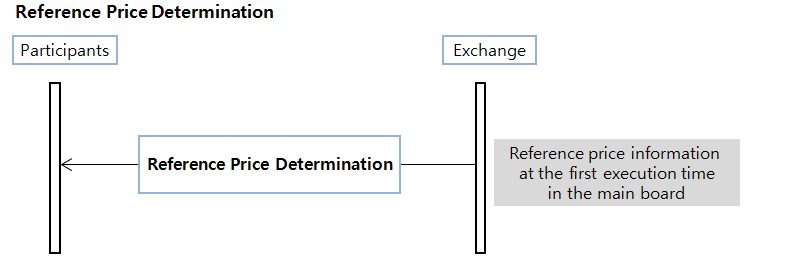 Reference Price Determination
Participants
Exchange
Reference Price Determination
Reference price information
at the first execution time
in the main board